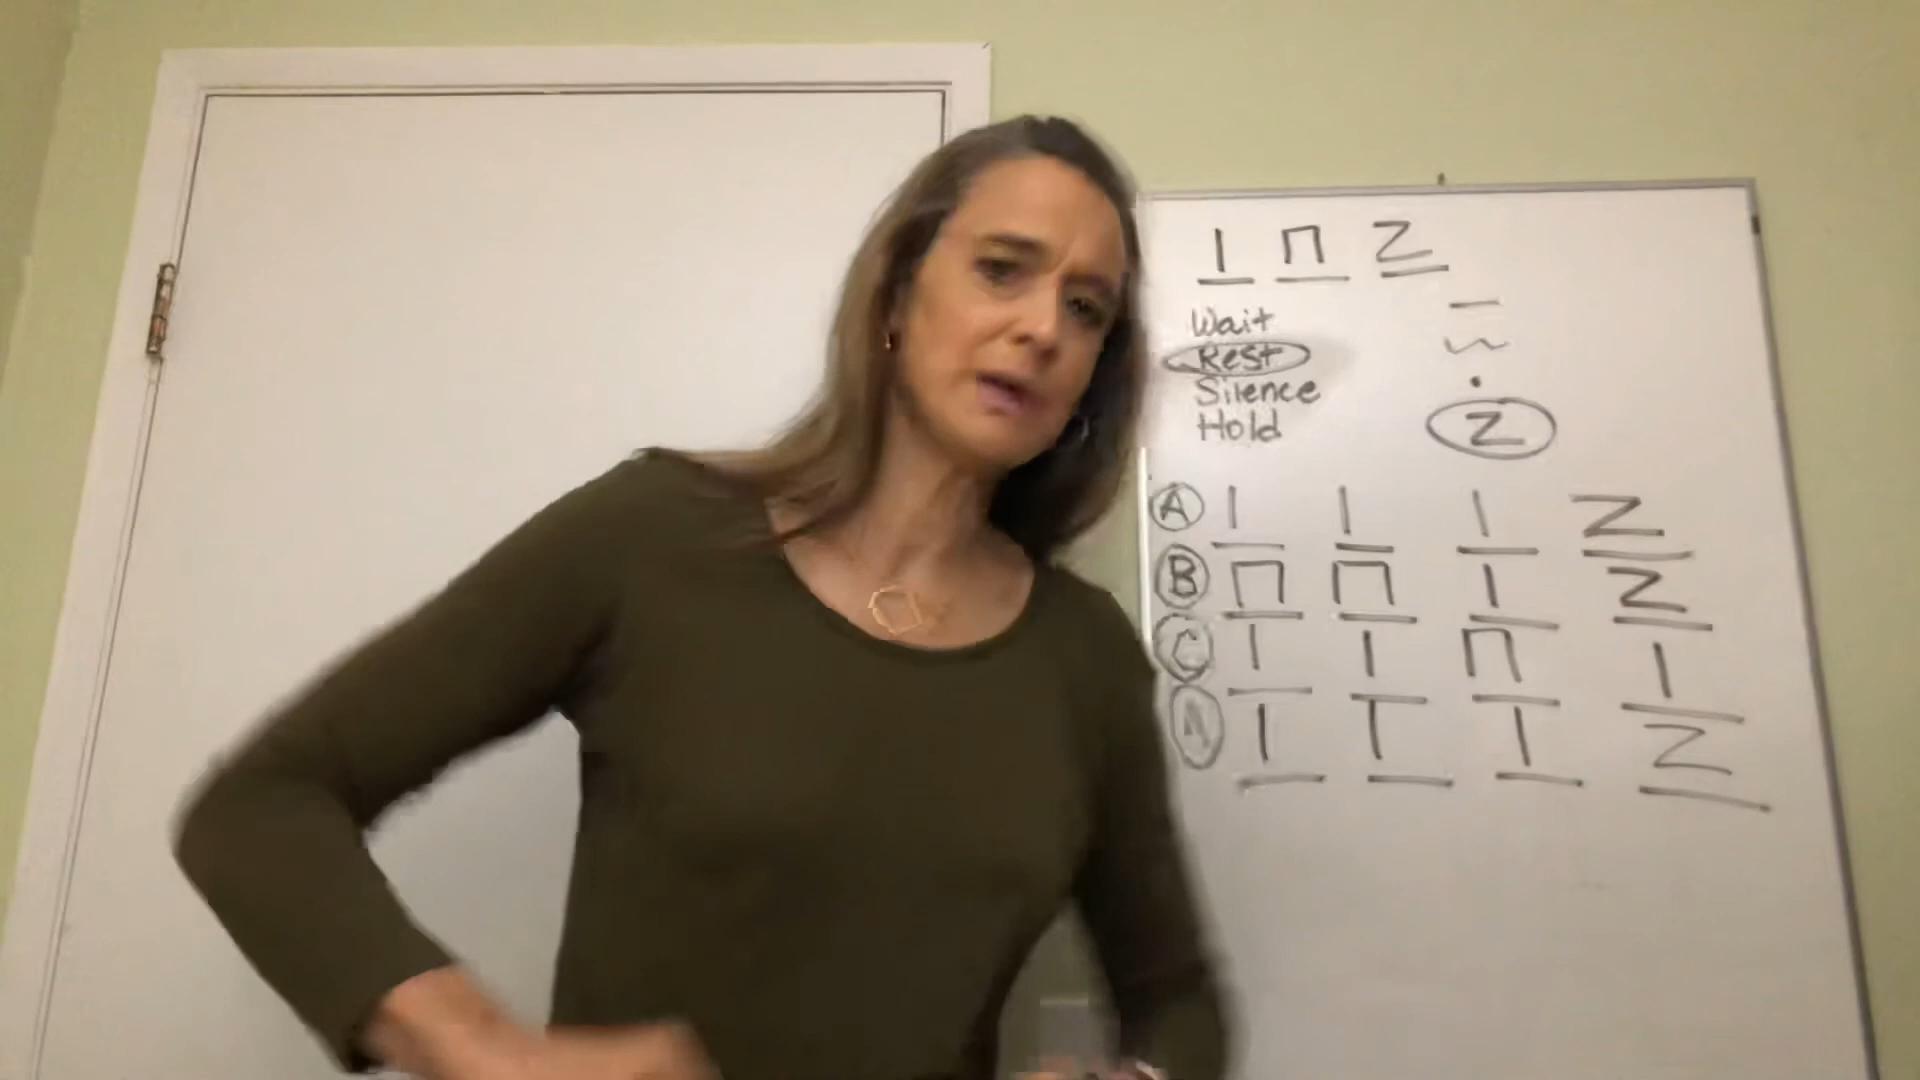 I П Z
Wait
Rest
Silence
Hold
Z
A I I I Z
B П П I Z
C I I П I
I I I Z